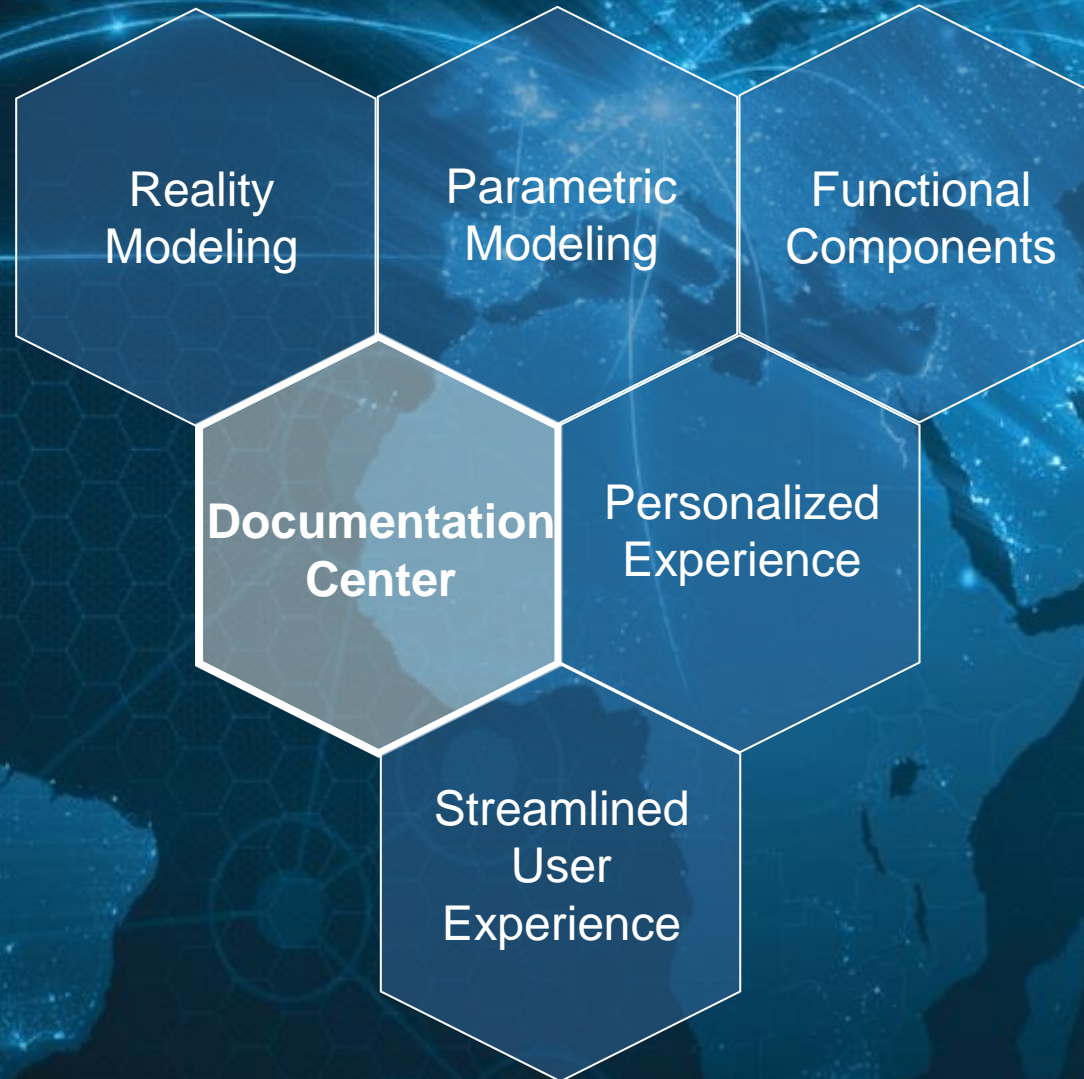 Reality
Modeling
Parametric
Modeling
Functional
Components
Documentation
Center
Personalized
Experience
Streamlined
User
Experience